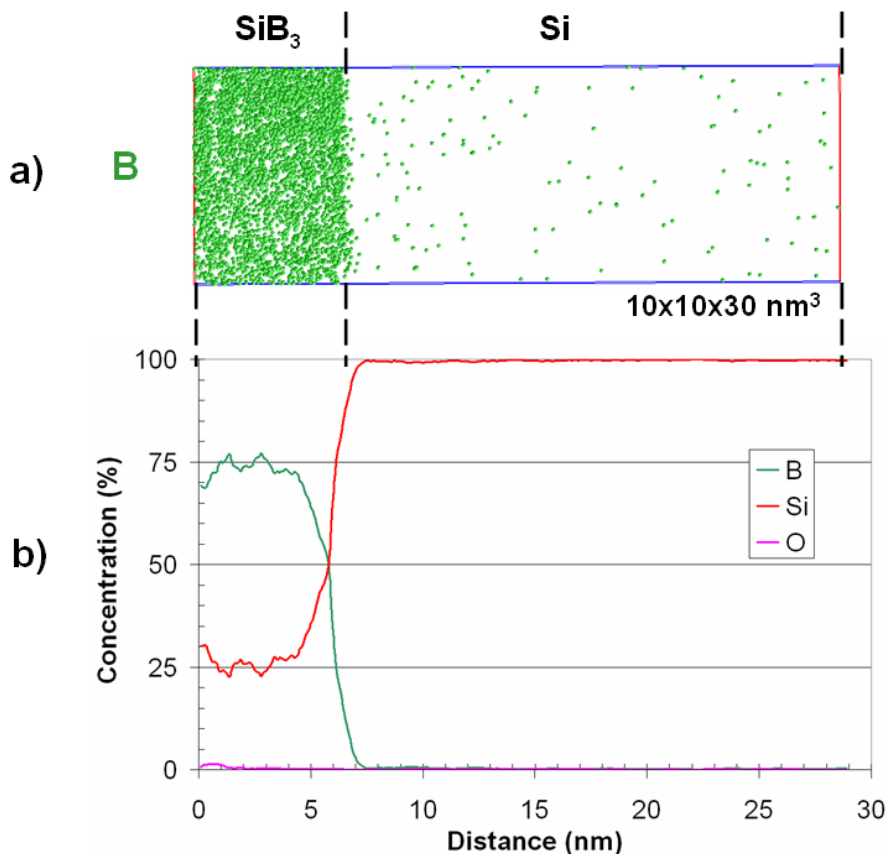 SiB₃ Si
a) B
10x10x30 nm³
b)
Concentration (%)
100
75
50
25
0
B
Si
O
0 5 10 15 20 25 30
Distance (nm)